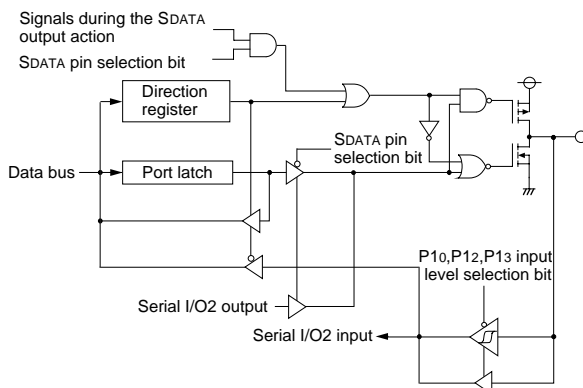 Signals during the SDATA
output action
SDATA pin selection bit
Direction
register
SDATA pin
selection bit
Data bus
Port latch
P10,P12,P13 input
level selection bit
Serial I/O2 output
Serial I/O2 input